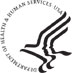 DEPARTMENT OF HEALTH & HUMAN SERVICES • USA